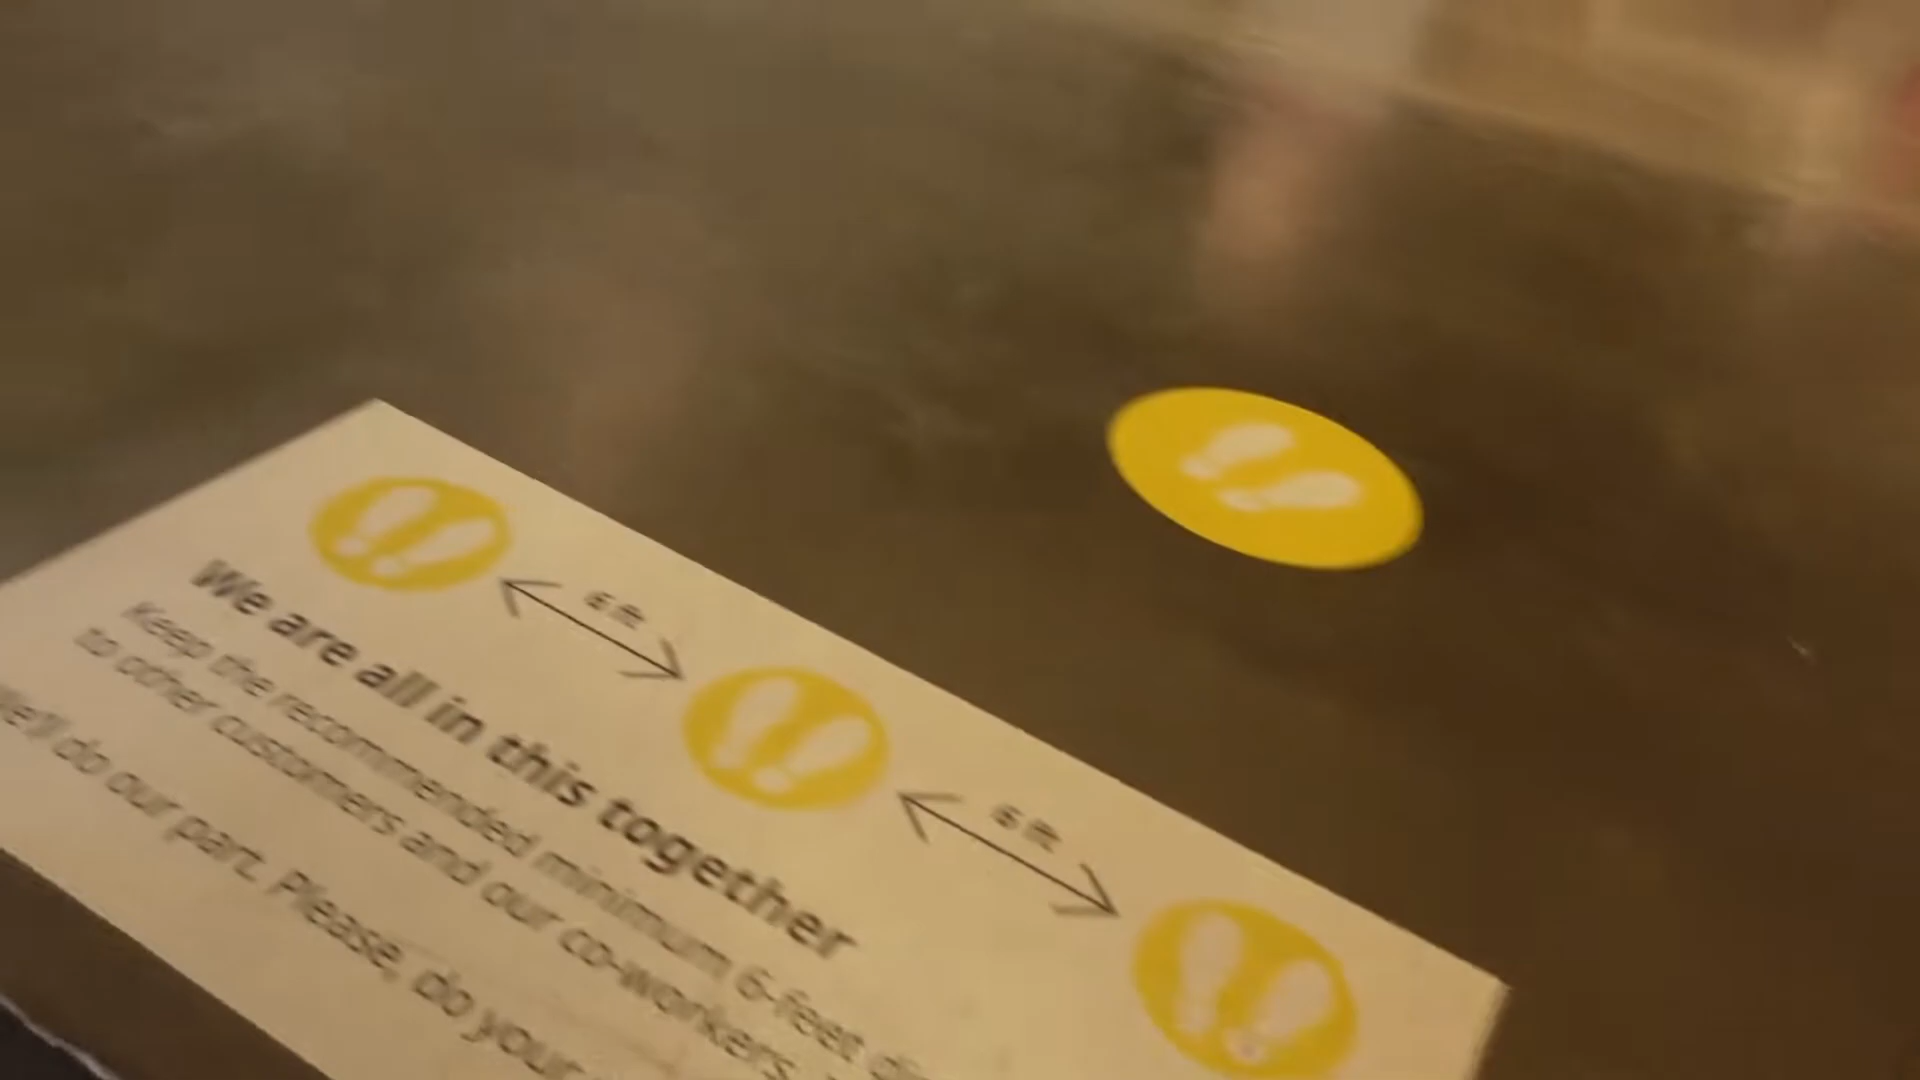 6 ft
6 ft
We are all in this together
Keep the recommended minimum 6-feet
to other customers and our co-workers.
We'll do our part. Please, do your